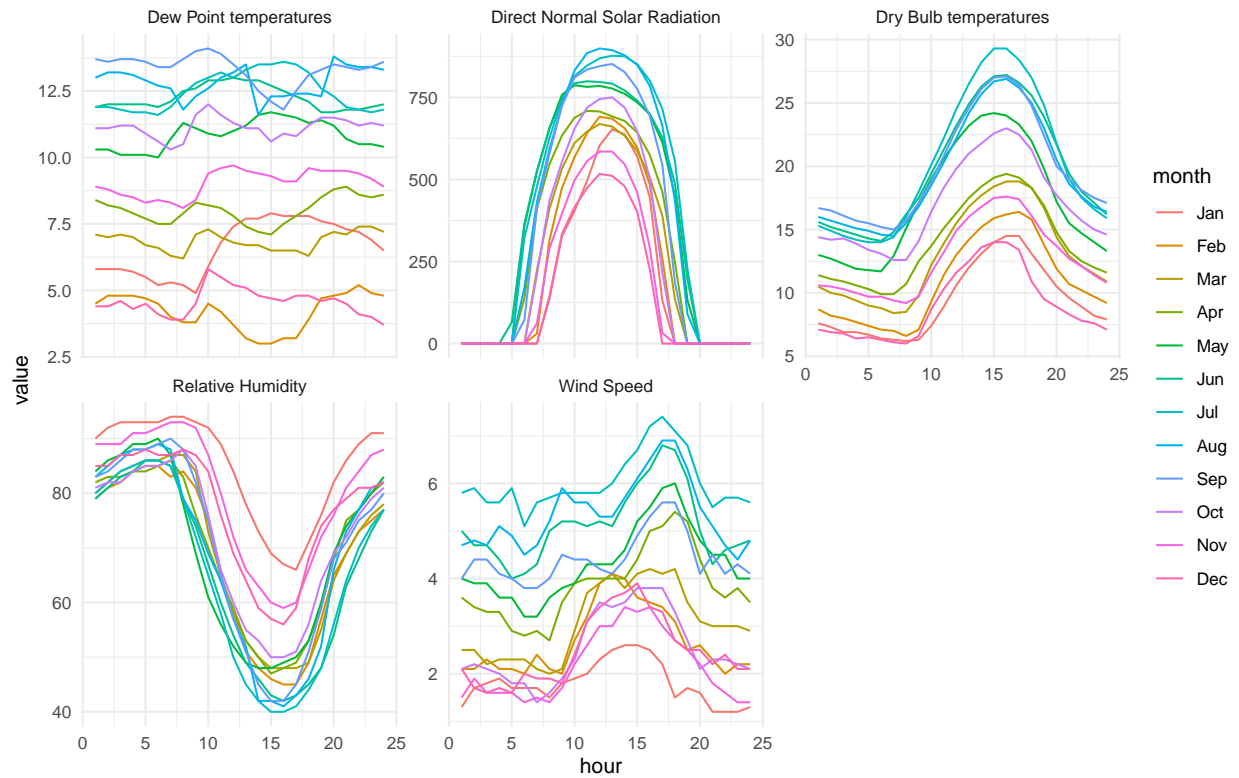 Dew Point temperatures
Direct Normal Solar Radiation
Dry Bulb temperatures
12.5
10.0
7.5
5.0
2.5
750
500
250
0
30
25
20
15
10
5
0 5 10 15 20 25
Relative Humidity
Wind Speed
80
60
40
0 5 10 15 20 25
6
4
2
0 5 10 15 20 25
value
hour
month
Jan
Feb
Mar
Apr
May
Jun
Jul
Aug
Sep
Oct
Nov
Dec